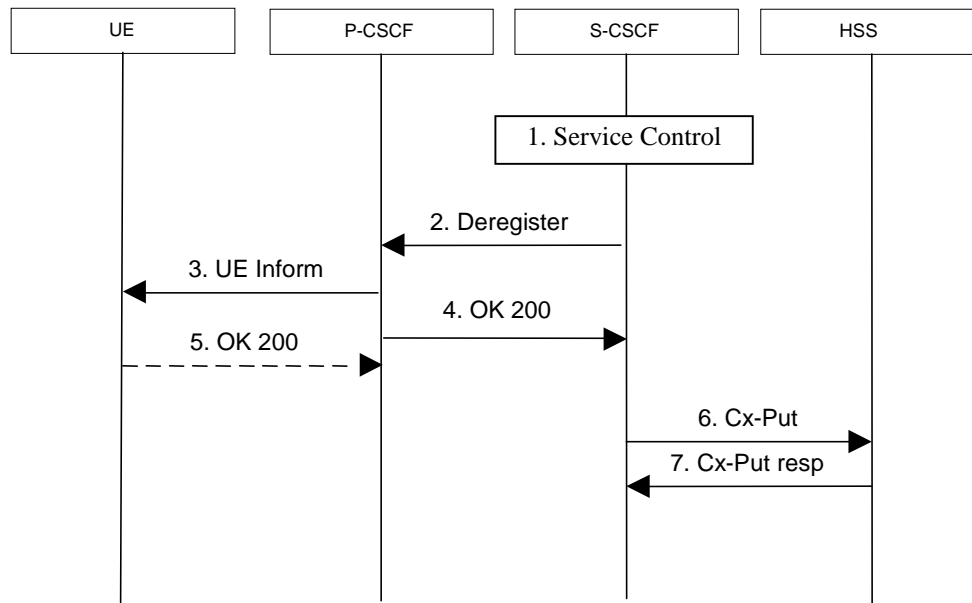 UE
P-CSCF
S-CSCF
HSS
1. Service Control
2. Deregister
3. UE Inform
4. OK 200
5. OK 200
6. Cx-Put
7. Cx-Put resp